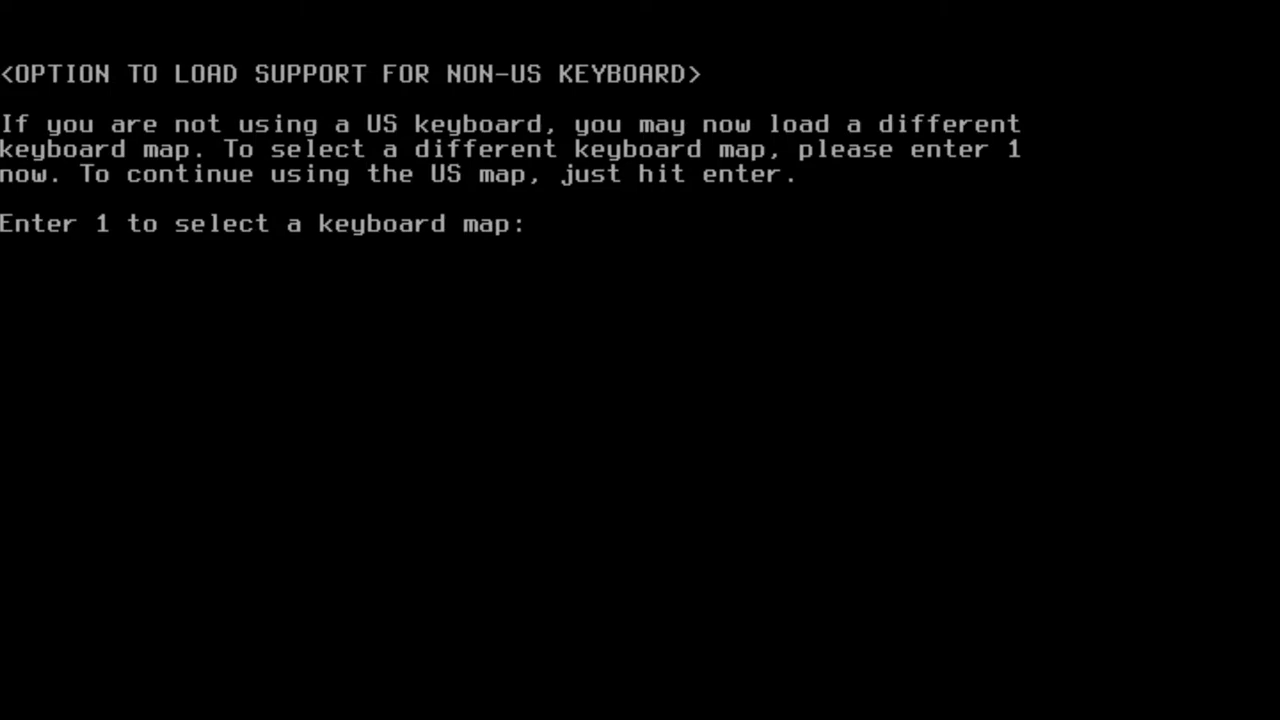 <OPTION TO LOAD SUPPORT FOR NON-US KEYBOARD>
If you are not using a US keyboard, you may now load a different
keyboard map. To select a different keyboard map, please enter 1
now. To continue using the US map, just hit enter.
Enter 1 to select a keyboard map: